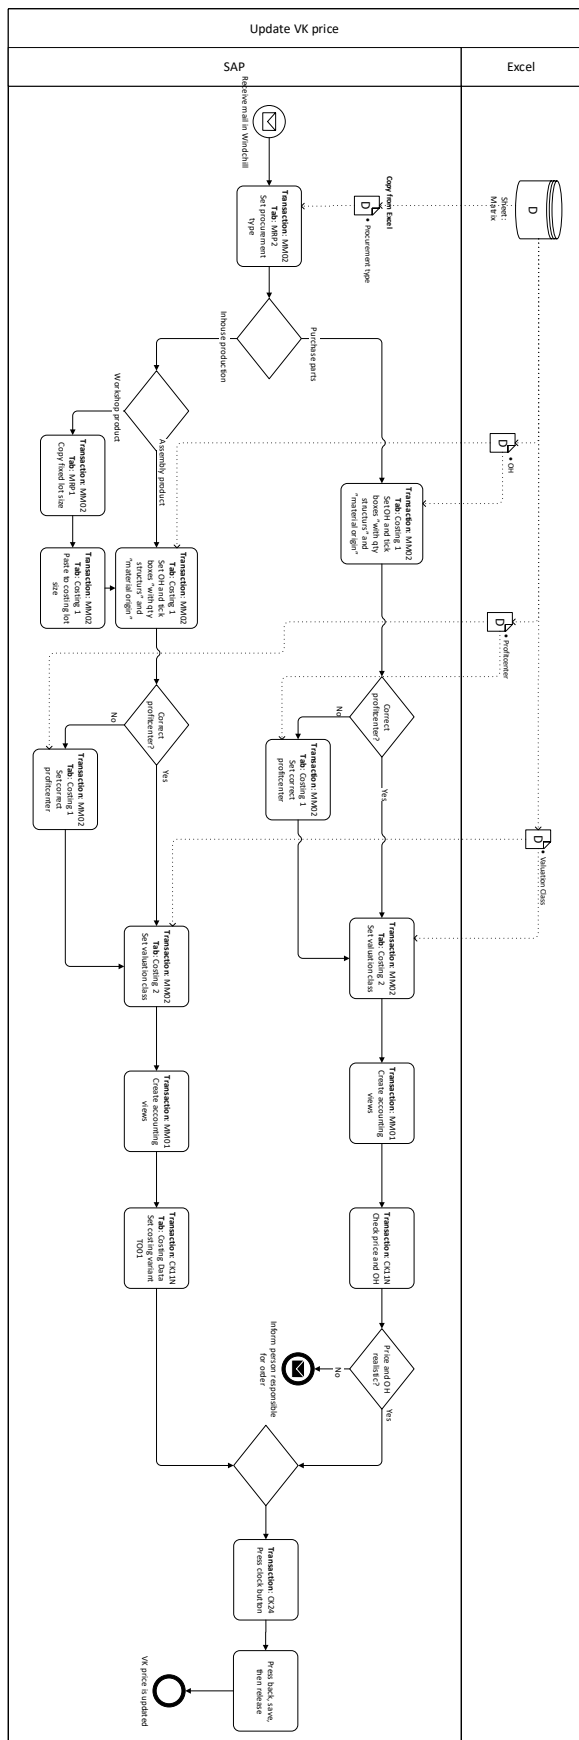 Update VK price
SAP
Excel
Receive mail in Windchill
Transaction: MM02
Tab: MRP2
Set procurement
type
Copy from Excel
• Procurement type
D
Sheet:
Matrix
D
Inhouse production
Purchase parts
Workshop product
Assembly product
Transaction: MM02
Tab: MRP1
Copy fixed lot size
Transaction: MM02
Tab: Costing 1
Paste to costing lot
size
Transaction: MM02
Tab: Costing 1
Set OH and tick
boxes "with qty
structurs" and
"material origin"
Transaction: MM02
Tab: Costing 1
Set OH and tick
boxes "with qty
structurs" and
"material origin"
D
• OH
D
• Profitcenter
Correct
profitcenter?
No
Yes
Transaction: MM02
Tab: Costing 1
Set correct
profitcenter
Correct
profitcenter?
No
Yes
Transaction: MM02
Tab: Costing 1
Set correct
profitcenter
D
• Valuation Class
Transaction: MM02
Tab: Costing 2
Set valuation class
Transaction: MM02
Tab: Costing 2
Set valuation class
Transaction: MM01
Create accounting
views
Transaction: MM01
Create accounting
views
Transaction: CK11N
Tab: Costing Data
Set costing variant
TO01
Transaction: CK11N
Check price and OH
Price and OH
realistic?
No
Yes
Inform person responsible
for order
Transaction: CK24
Press clock button
Press back, save,
then release
VK price is updated